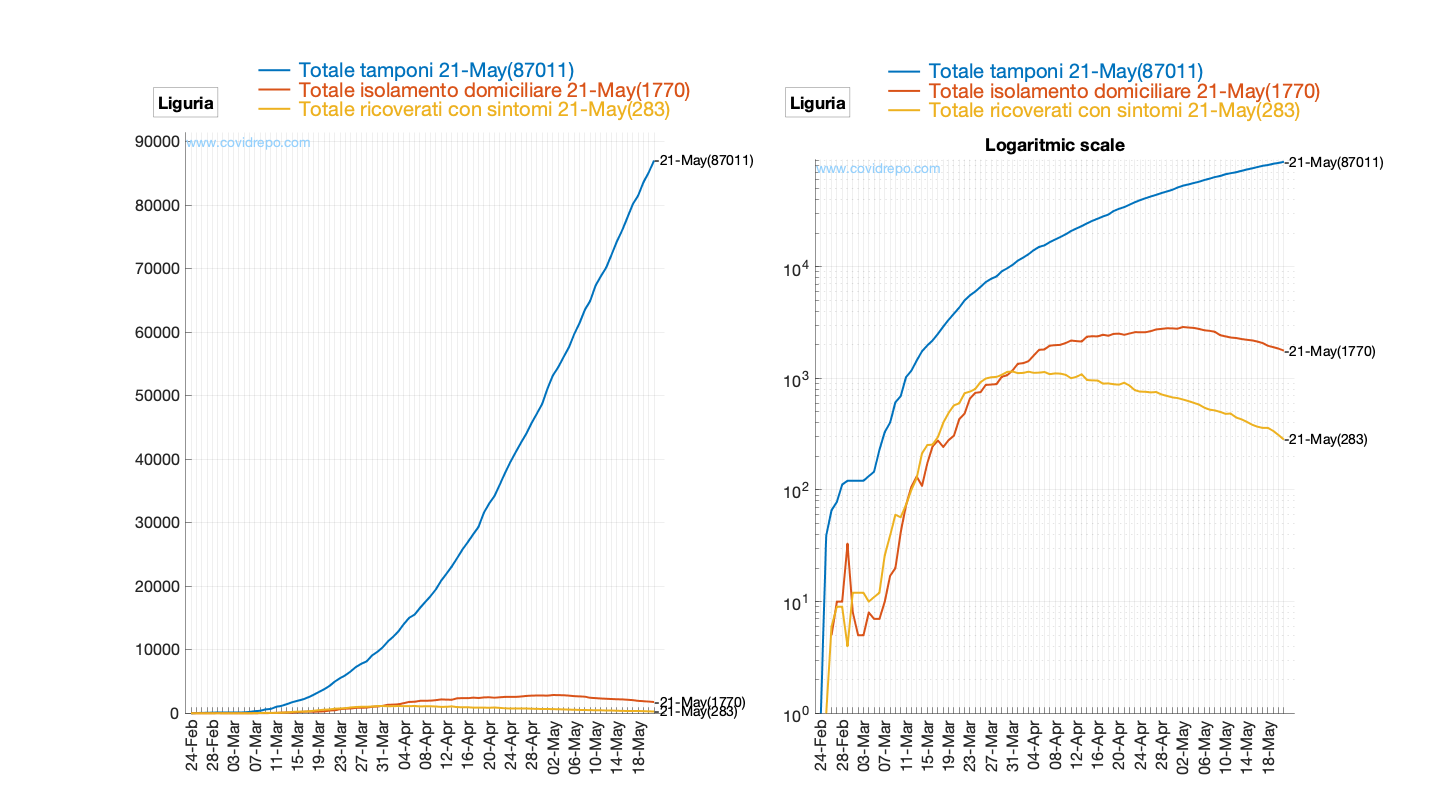 Totale tamponi 21-May(87011)
Totale isolamento domiciliare 21-May(1770)
Totale ricoverati con sintomi 21-May(283)
Liguria
www.covidrepo.com
90000
80000
70000
60000
50000
40000
30000
20000
10000
0
-21-May(87011)
-21-May(1770)
-21-May(283)
24-Feb
28-Feb
03-Mar
07-Mar
11-Mar
15-Mar
19-Mar
23-Mar
27-Mar
31-Mar
04-Apr
08-Apr
12-Apr
16-Apr
20-Apr
24-Apr
28-Apr
02-May
06-May
10-May
14-May
18-May
Totale tamponi 21-May(87011)
Totale isolamento domiciliare 21-May(1770)
Totale ricoverati con sintomi 21-May(283)
Liguria
Logaritmic scale
www.covidrepo.com
10⁴
10³
10²
10¹
10⁰
-21-May(87011)
-21-May(1770)
-21-May(283)
24-Feb
28-Feb
03-Mar
07-Mar
11-Mar
15-Mar
19-Mar
23-Mar
27-Mar
31-Mar
04-Apr
08-Apr
12-Apr
16-Apr
20-Apr
24-Apr
28-Apr
02-May
06-May
10-May
14-May
18-May